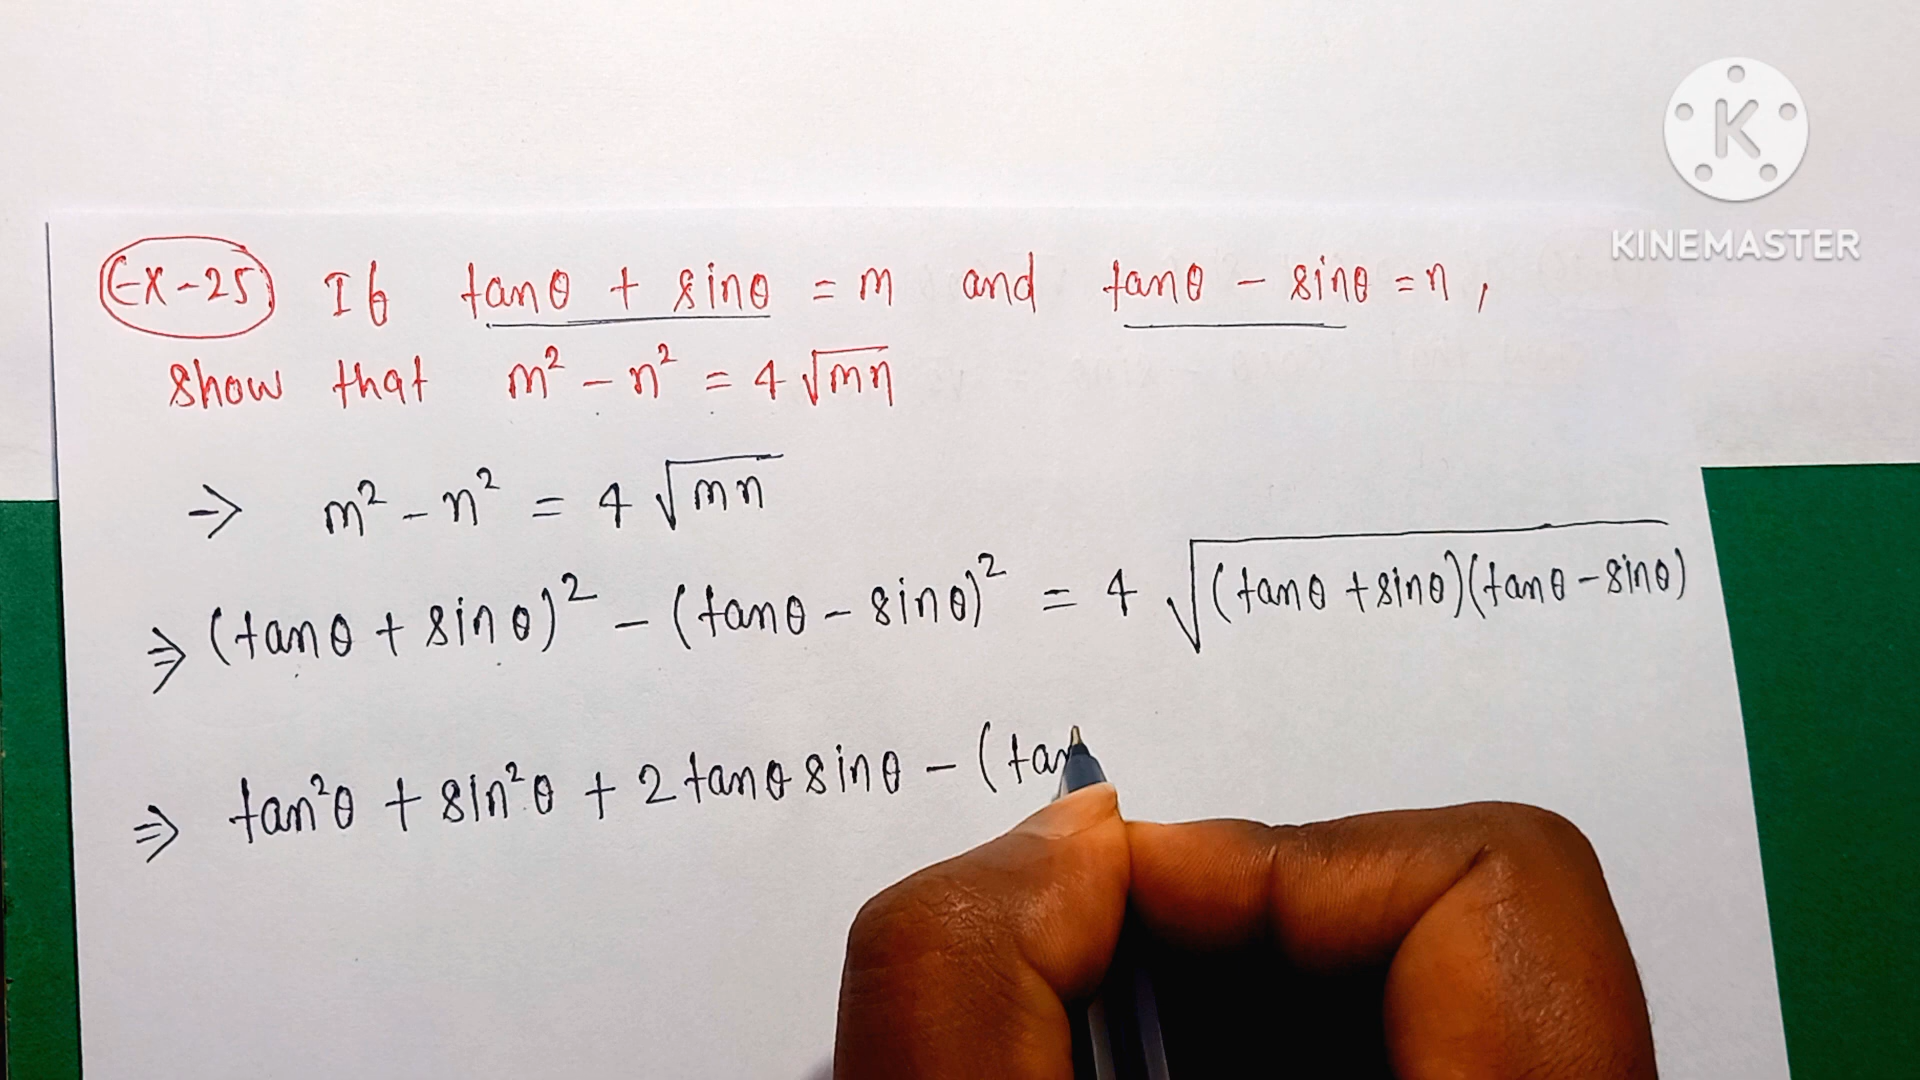 KINEMASTER
Ex-25 If tanθ + sinθ = m and tanθ - sinθ = n,
show that m² - n² = 4√mn
→ m² - n² = 4√mn
⇒ (tanθ + sinθ)² - (tanθ - sinθ)² = 4√(tanθ + sinθ)(tanθ - sinθ)
⇒ tan²θ + sin²θ + 2tanθ sinθ - (tan